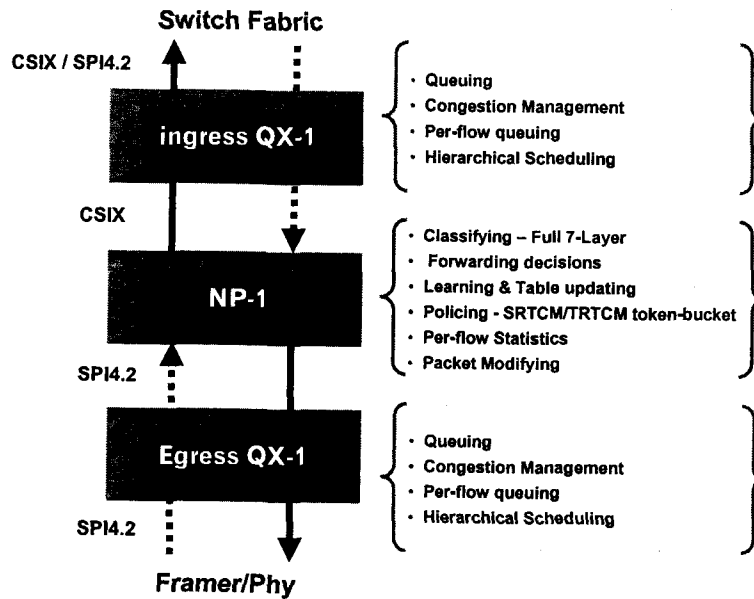 Switch Fabric
CSIX / SPI4.2
ingress QX-1
· Queuing
· Congestion Management
· Per-flow queuing
· Hierarchical Scheduling
CSIX
NP-1
· Classifying – Full 7-Layer
· Forwarding decisions
· Learning & Table updating
· Policing - SRTCM/TRTCM token-bucket
· Per-flow Statistics
· Packet Modifying
SPI4.2
Egress QX-1
· Queuing
· Congestion Management
· Per-flow queuing
· Hierarchical Scheduling
SPI4.2
Framer/Phy